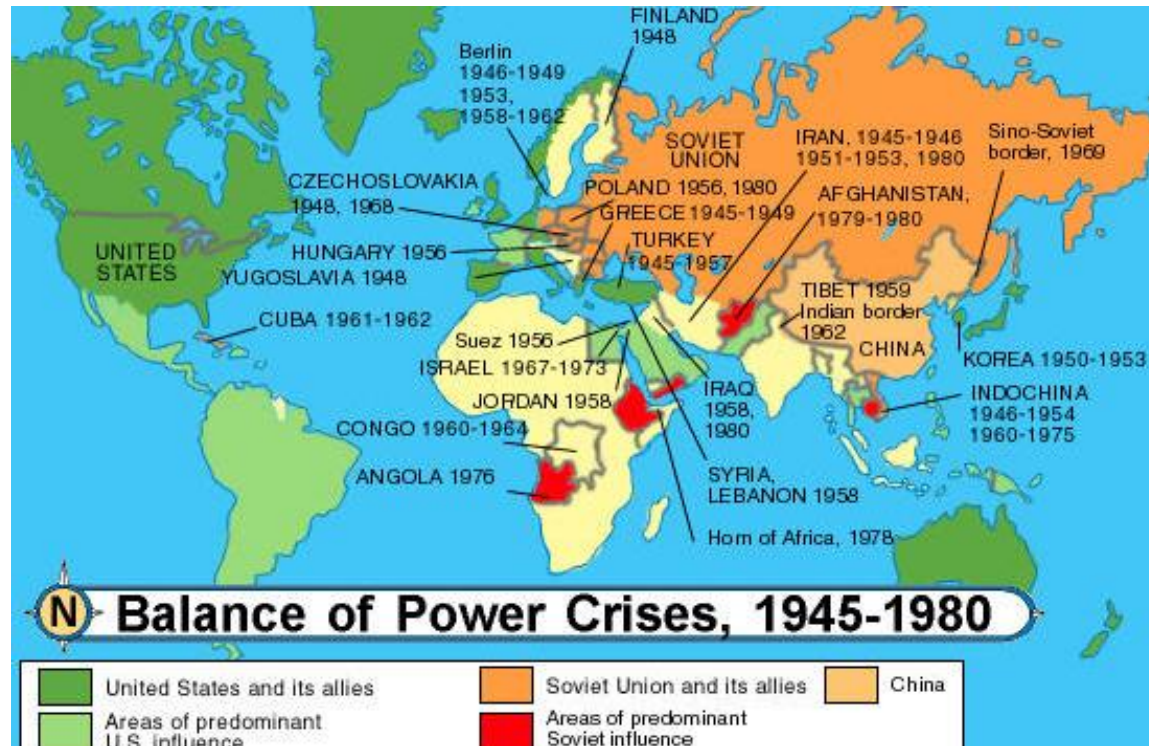 FINLAND
1948
Berlin
1946-1949
1953,
1958-1962
SOVIET
UNION
IRAN, 1945-1946
1951-1953, 1980
Sino-Soviet
border, 1969
CZECHOSLOVAKIA
1948, 1968
POLAND 1956, 1980
GREECE 1945-1949
AFGHANISTAN,
1979-1980
UNITED
STATES
HUNGARY 1956
YUGOSLAVIA 1948
TURKEY
1945-1957
TIBET 1959
Indian border
1962
CUBA 1961-1962
Suez 1956
ISRAEL 1967-1973
CHINA
KOREA 1950-1953
JORDAN 1958
IRAQ
1958,
1980
INDOCHINA
1946-1954
1960-1975
CONGO 1960-1964
ANGOLA 1976
SYRIA,
LEBANON 1958
Horn of Africa, 1978
N
Balance of Power Crises, 1945-1980
United States and its allies
Soviet Union and its allies
China
Areas of predominant
U.S. influence
Areas of predominant
Soviet influence